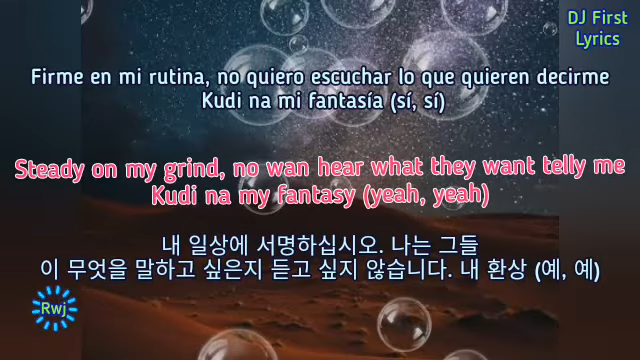 DJ First
Lyrics
Firme en mi rutina, no quiero escuchar lo que quieren decirme
Kudi na mi fantasía (sí, sí)
Steady on my grind, no wan hear what they want telly me
Kudi na my fantasy (yeah, yeah)
내 일상에 서명하십시오. 나는 그들
이 무엇을 말하고 싶은지 듣고 싶지 않습니다. 내 환상 (예, 예)
Rwj